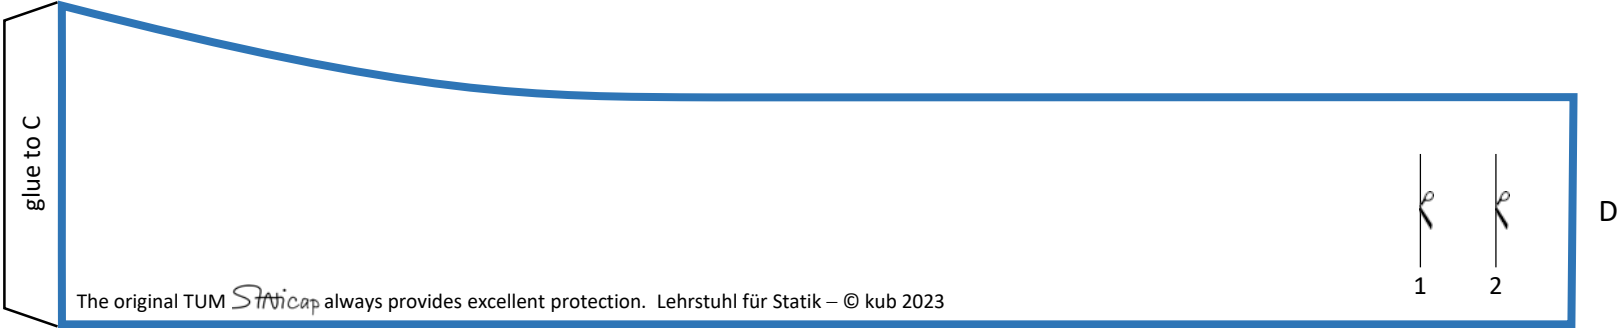 glue to C
D
1 2
The original TUM STATicap always provides excellent protection. Lehrstuhl für Statik – © kub 2023